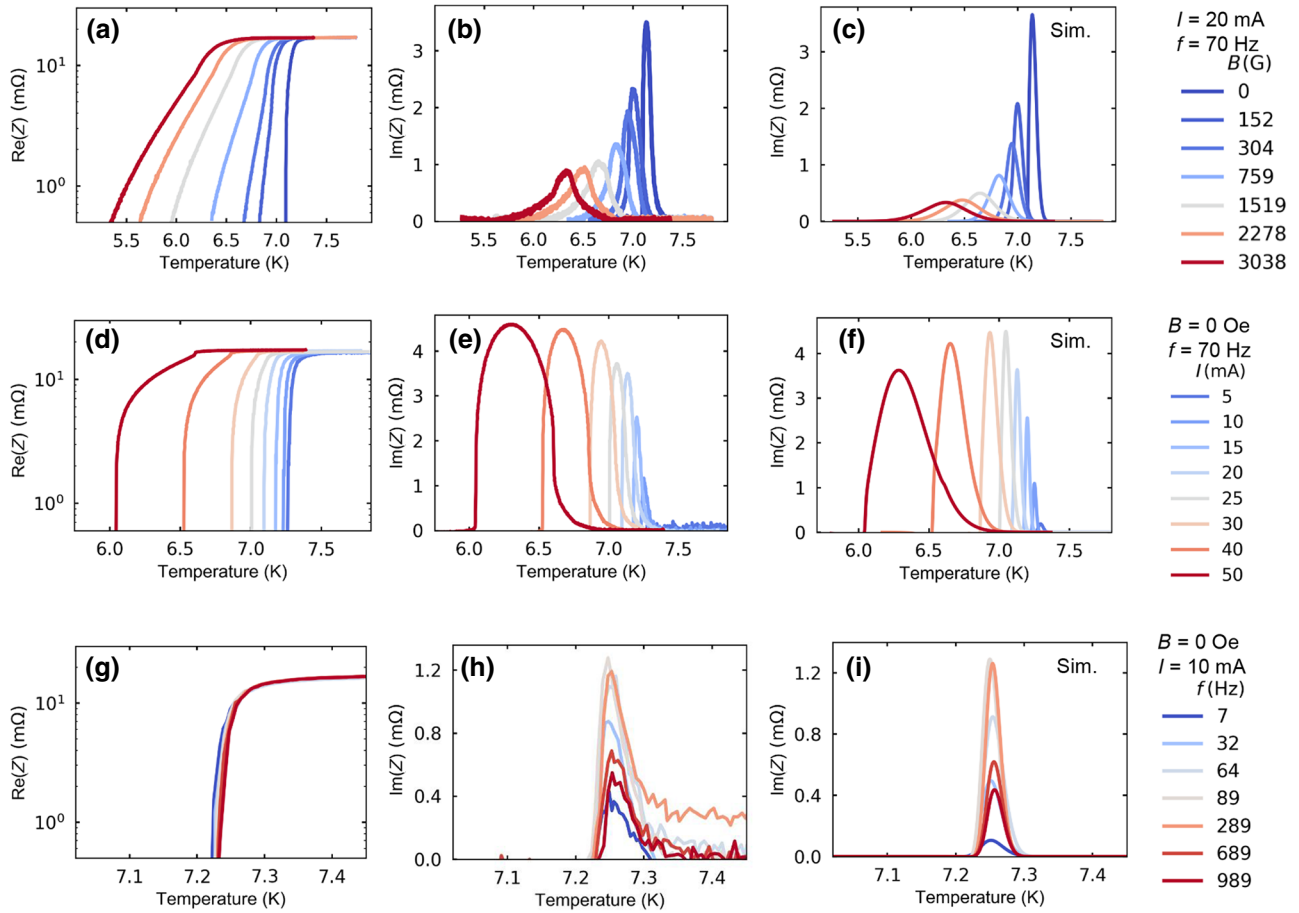 (a)
Re(Z) (mΩ)
10¹
10⁰
5.5 6.0 6.5 7.0 7.5
Temperature (K)
(b)
Im(Z) (mΩ)
3
2
1
0
5.5 6.0 6.5 7.0 7.5
Temperature (K)
(c)
Sim.
Im(Z) (mΩ)
3
2
1
0
6.0 6.5 7.0 7.5
Temperature (K)
I = 20 mA
f = 70 Hz
B (G)
0
152
304
759
1519
2278
3038
(d)
Re(Z) (mΩ)
10¹
10⁰
6.0 6.5 7.0 7.5
Temperature (K)
(e)
Im(Z) (mΩ)
4
3
2
1
0
6.0 6.5 7.0 7.5
Temperature (K)
(f)
Sim.
Im(Z) (mΩ)
4
3
2
1
0
6.0 6.5 7.0 7.5
Temperature (K)
B = 0 Oe
f = 70 Hz
I (mA)
5
10
15
20
25
30
40
50
(g)
Re(Z) (mΩ)
10¹
10⁰
7.1 7.2 7.3 7.4
Temperature (K)
(h)
Im(Z) (mΩ)
1.2
0.8
0.4
0.0
7.1 7.2 7.3 7.4
Temperature (K)
(i)
Sim.
Im(Z) (mΩ)
1.2
0.8
0.4
0.0
7.1 7.2 7.3 7.4
Temperature (K)
B = 0 Oe
I = 10 mA
f (Hz)
7
32
64
89
289
689
989